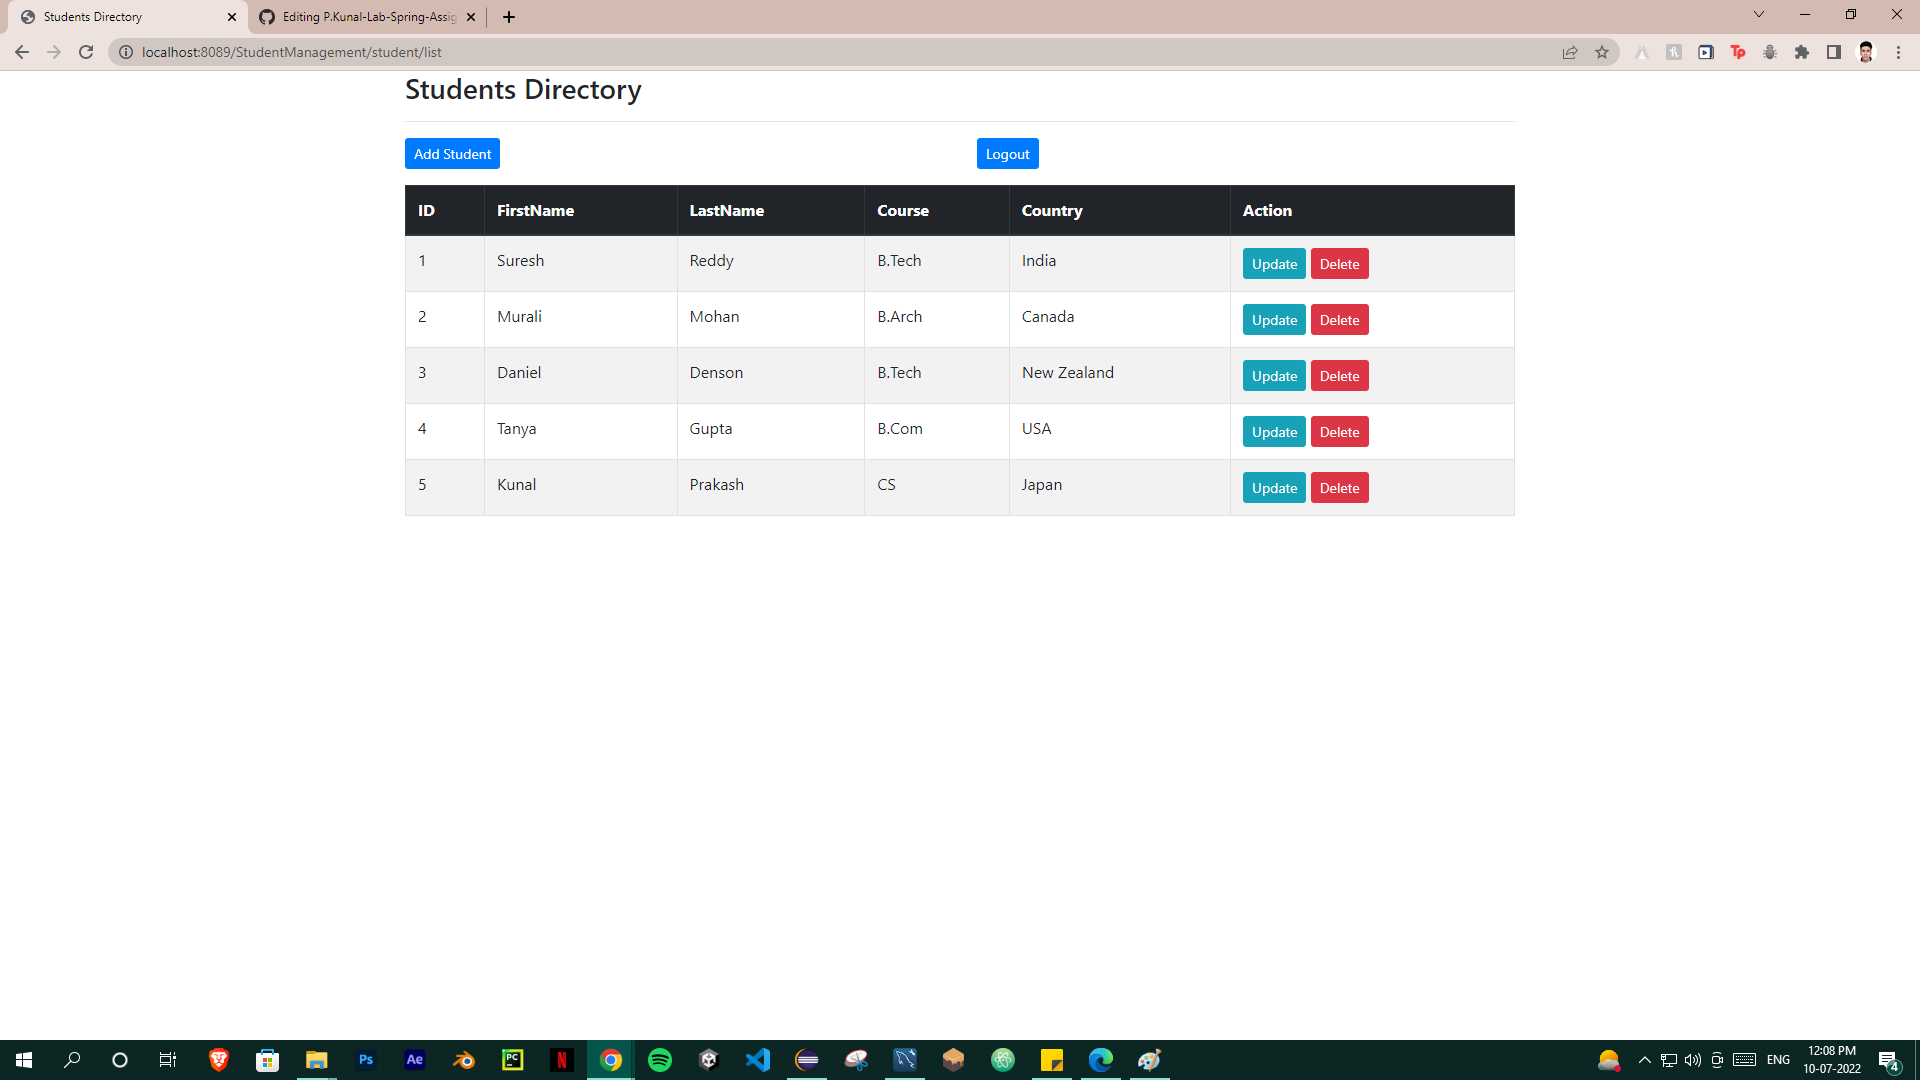 Students Directory
Editing P.Kunal-Lab-Spring-Assig
localhost:8089/StudentManagement/student/list
Students Directory
Add Student Logout
ID FirstName LastName Course Country Action
1 Suresh Reddy B.Tech India Update Delete
2 Murali Mohan B.Arch Canada Update Delete
3 Daniel Denson B.Tech New Zealand Update Delete
4 Tanya Gupta B.Com USA Update Delete
5 Kunal Prakash CS Japan Update Delete
Ps Ae PC N ENG 12:08 PM
10-07-2022 4